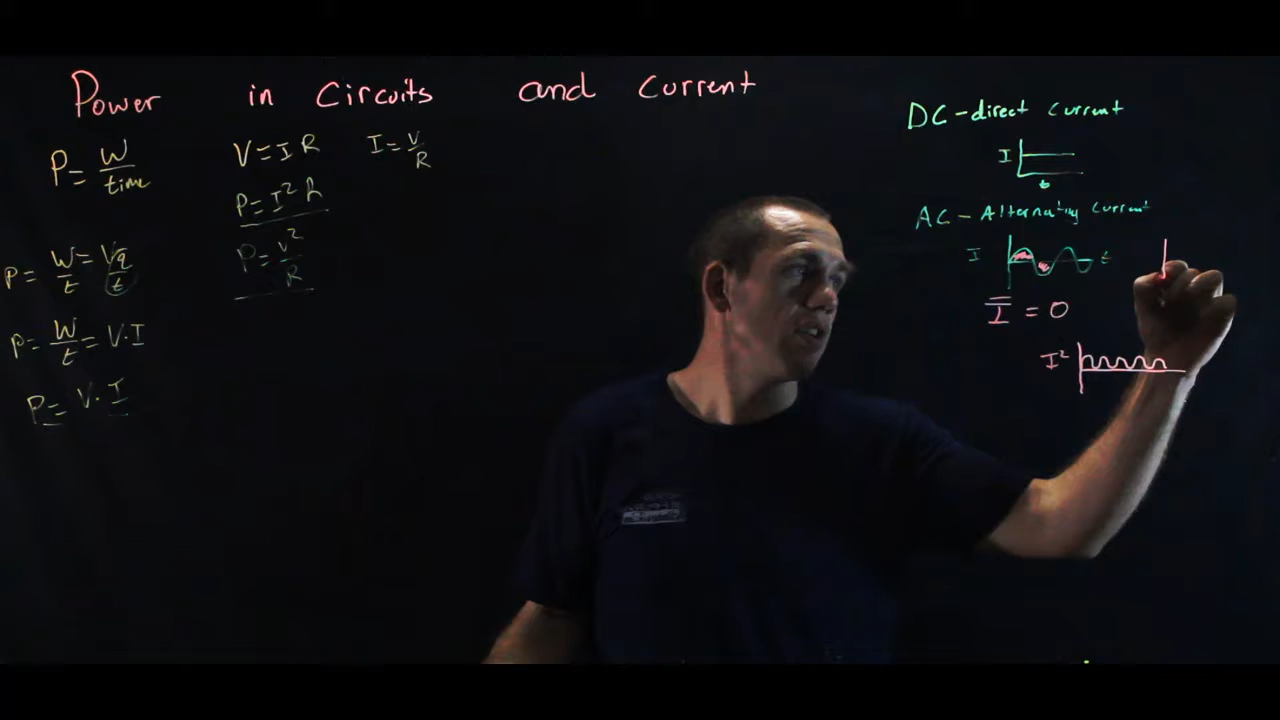 Power in Circuits and Current
P = W/time
V = I R
I = V/R
P = I² R
P = V²/R
P = W/t = Vq/t
P = W/t = V·I
P = V·I
DC - direct Current
I
t
AC - Alternating Current
I
t
I̅ = 0
I²